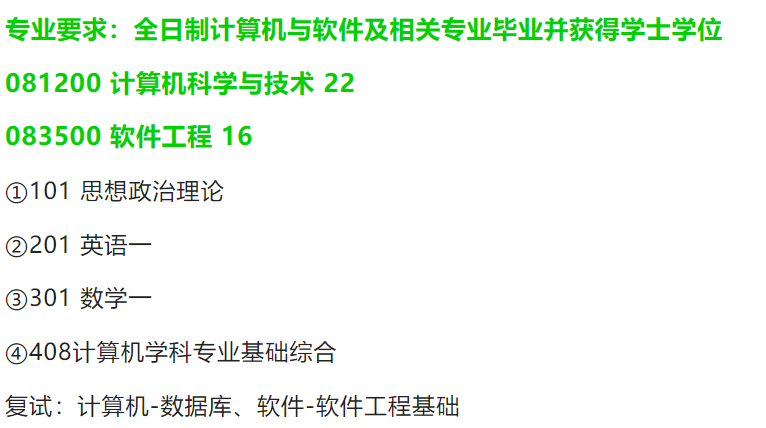 专业要求：全日制计算机与软件及相关专业毕业并获得学士学位
081200 计算机科学与技术 22
083500 软件工程 16
①101 思想政治理论
②201 英语一
③301 数学一
④408计算机学科专业基础综合
复试：计算机-数据库、软件-软件工程基础